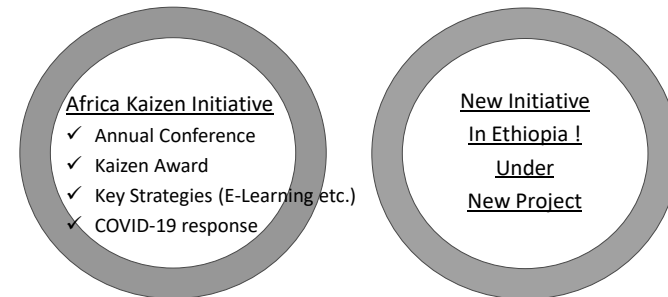 Africa Kaizen Initiative
✓ Annual Conference
✓ Kaizen Award
✓ Key Strategies (E-Learning etc.)
✓ COVID-19 response
New Initiative
In Ethiopia !
Under
New Project